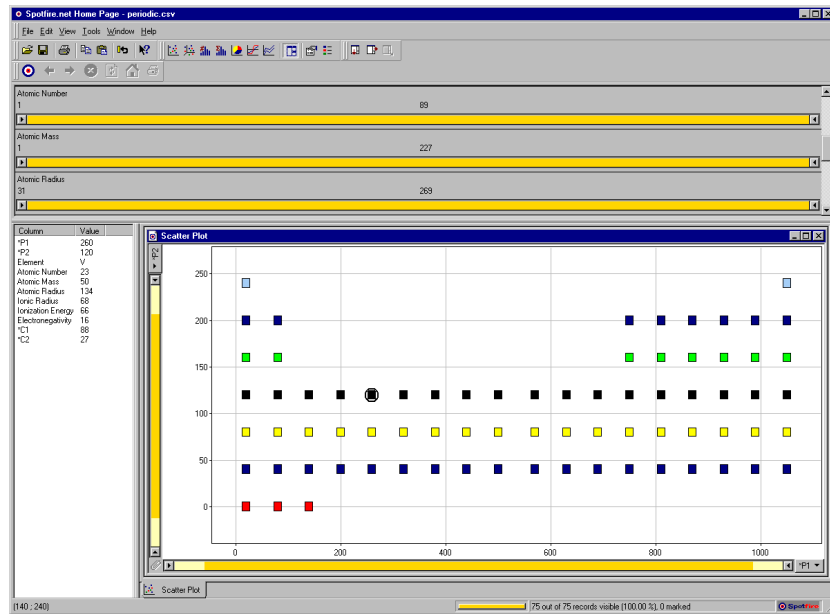 Spotfire.net Home Page - periodic.csv
File Edit View Tools Window Help
Atomic Number
1 89
Atomic Mass
1 227
Atomic Radius
31 269
Column Value
*P1 260
*P2 120
Element V
Atomic Number 23
Atomic Mass 50
Atomic Radius 134
Ionic Radius 68
Ionization Energy 66
Electronegativity 16
*C1 88
*C2 27
Scatter Plot
*P2
250
200
150
100
50
0
0 200 400 600 800 1000
*P1
Scatter Plot
(140 ; 240)
75 out of 75 records visible (100.00 %), 0 marked
Spotfire